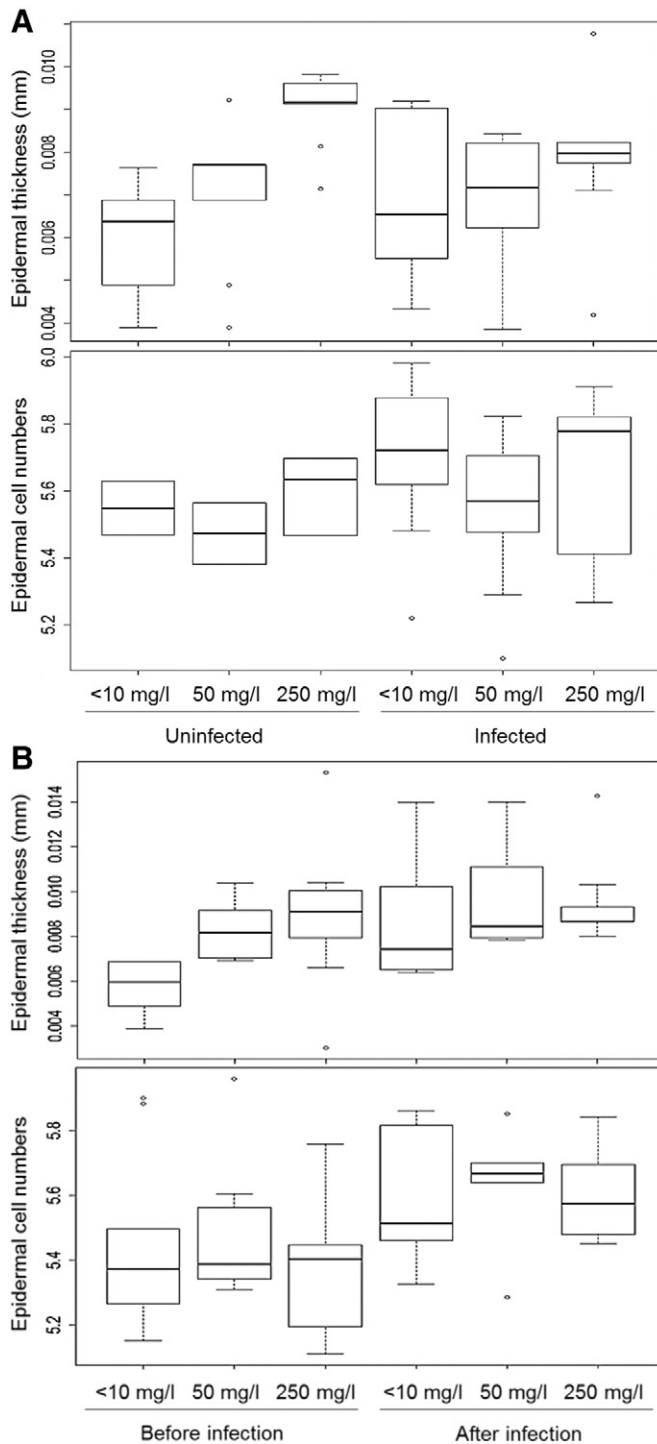 A
Epidermal thickness (mm)
0.010
0.008
0.006
0.004
Epidermal cell numbers
6.0
5.8
5.6
5.4
5.2
<10 mg/l 50 mg/l 250 mg/l <10 mg/l 50 mg/l 250 mg/l
Uninfected Infected
B
Epidermal thickness (mm)
0.014
0.012
0.010
0.008
0.006
0.004
Epidermal cell numbers
5.8
5.6
5.4
5.2
<10 mg/l 50 mg/l 250 mg/l <10 mg/l 50 mg/l 250 mg/l
Before infection After infection